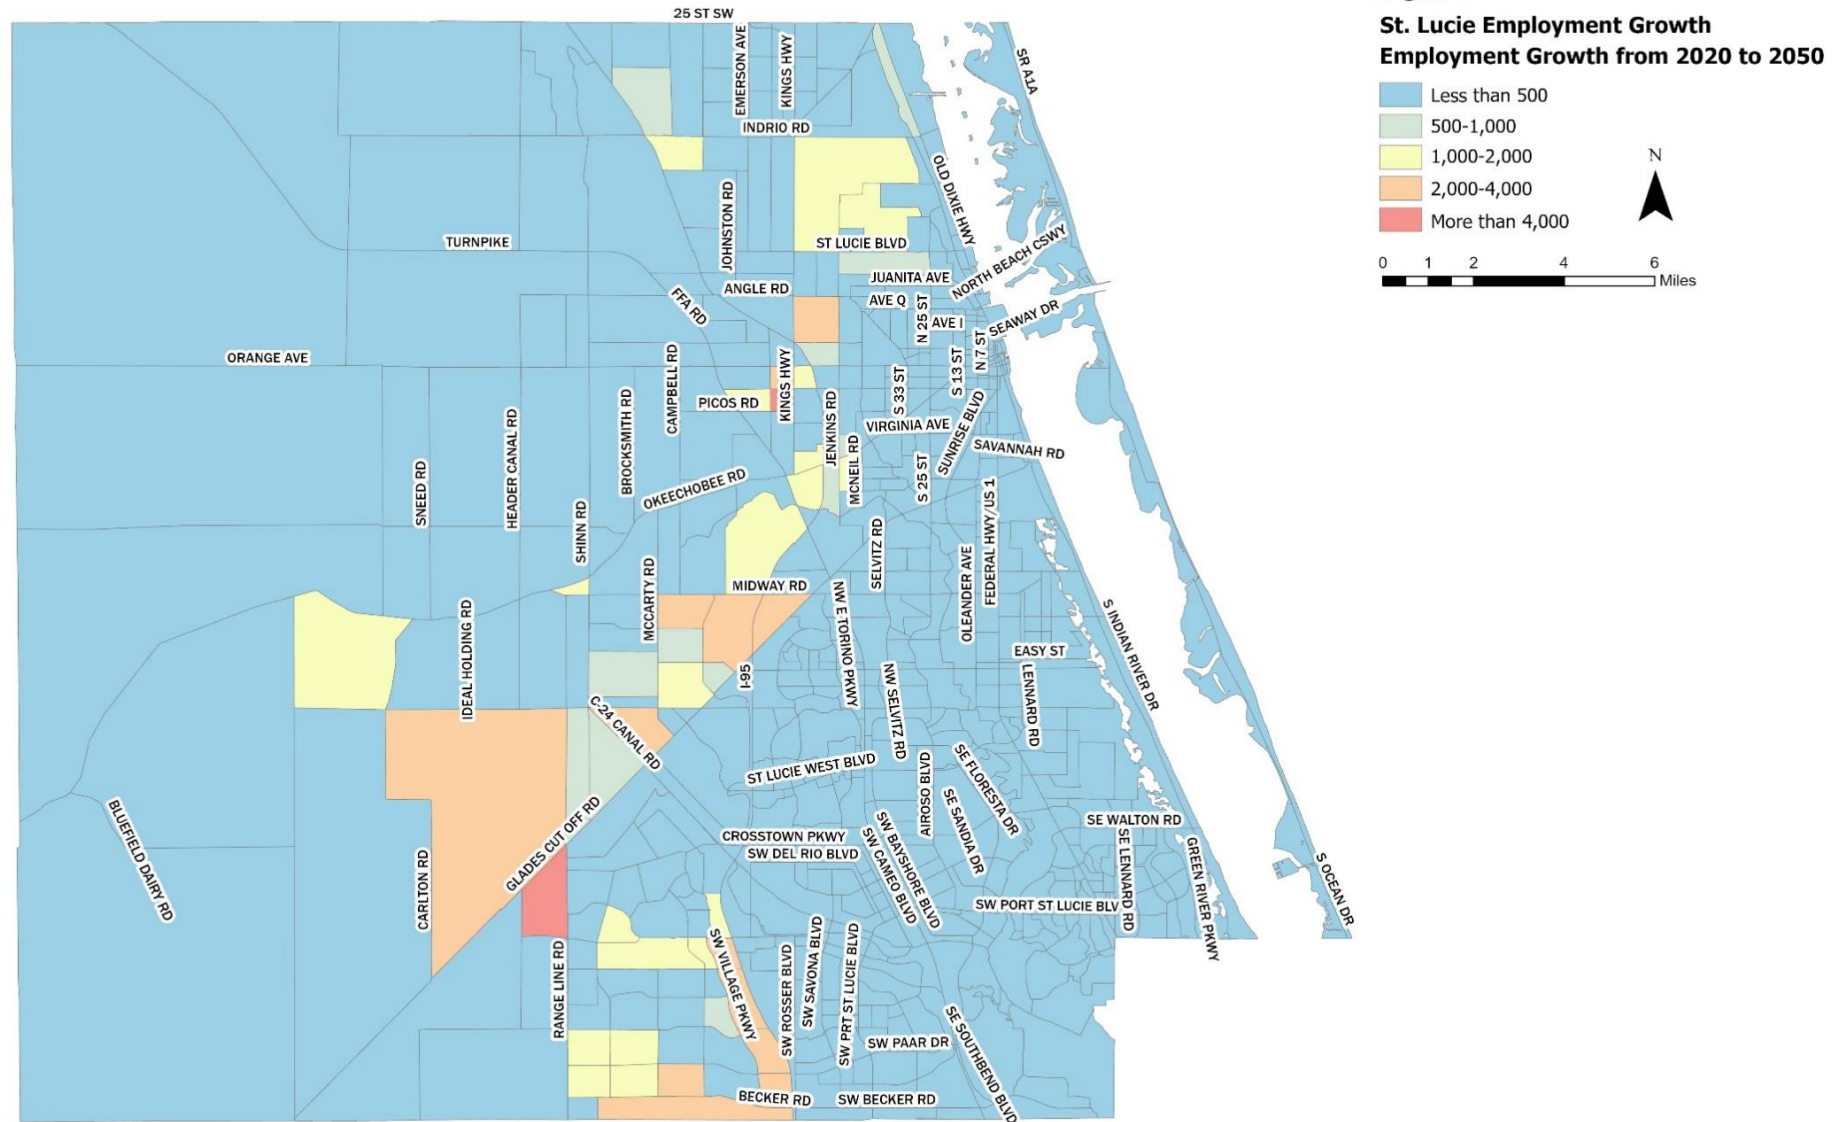 25 ST SW
St. Lucie Employment Growth
Employment Growth from 2020 to 2050
Less than 500
500-1,000
1,000-2,000
2,000-4,000
More than 4,000
N
0 1 2 4 6
Miles
EMERSON AVE
KINGS HWY
SR A1A
INDRIO RD
OLD DIXIE HWY
JOHNSTON RD
TURNPIKE
ST LUCIE BLVD
NORTH BEACH CSWY
JUANITA AVE
ANGLE RD
FFA RD
AVE Q
N 25 ST
AVE I
SEAWAY DR
N 7 ST
ORANGE AVE
CAMPBELL RD
KINGS HWY
S 13 ST
S 33 ST
PICOS RD
BROCKSMITH RD
JENKINS RD
VIRGINIA AVE
SUNRISE BLVD
SAVANNAH RD
HEADER CANAL RD
SNEED RD
MCNEIL RD
S 25 ST
OKEECHOBEE RD
SHINN RD
SELVITZ RD
FEDERAL HWY/US 1
OLEANDER AVE
MIDWAY RD
MCCARTY RD
NW E TORINO PKWY
IDEAL HOLDING RD
S INDIAN RIVER DR
EASY ST
I-95
NW SELVITZ RD
LENNARD RD
C-24 CANAL RD
ST LUCIE WEST BLVD
AIROSO BLVD
SE FLORESTA DR
BLUEFIELD DAIRY RD
GLADES CUT OFF RD
SE SANDIA DR
SE WALTON RD
CROSSTOWN PKWY
SW DEL RIO BLVD
SW BAYSHORE BLVD
SW CAMEO BLVD
CARLTON RD
SE LENNARD RD
GREEN RIVER PKWY
S OCEAN DR
SW PORT ST LUCIE BLV
RANGE LINE RD
SW VILLAGE PKWY
SW ROSSER BLVD
SW SAVONA BLVD
SW PRT ST LUCIE BLVD
SW PAAR DR
SE SOUTHBEND BLVD
BECKER RD
SW BECKER RD